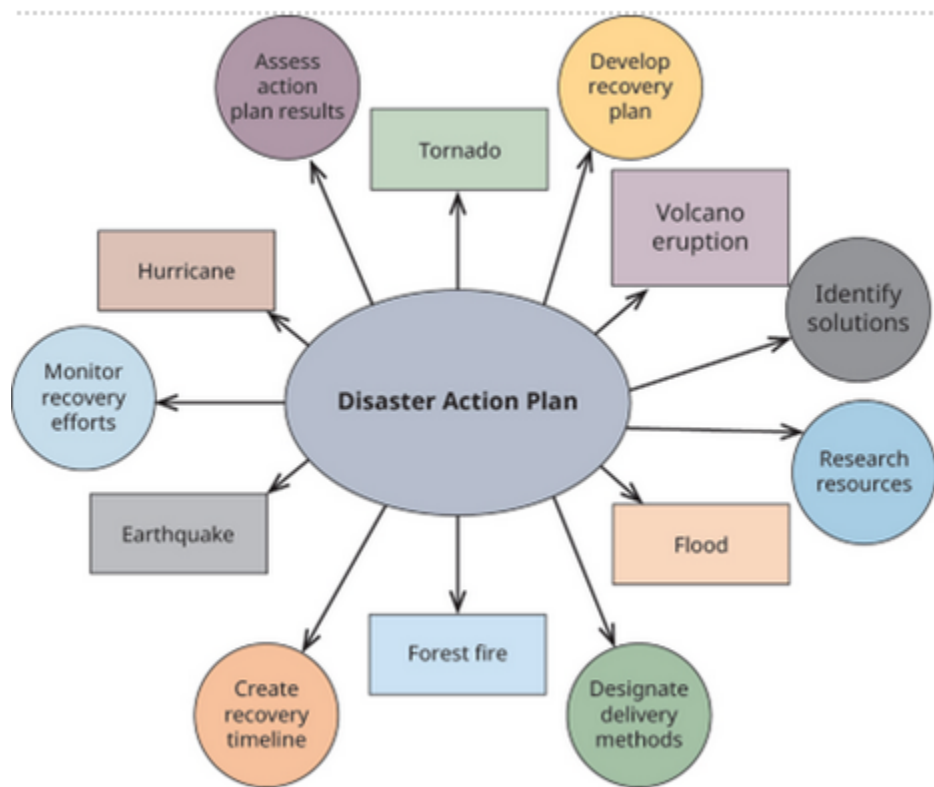 Assess
action
plan results
Develop
recovery
plan
Tornado
Volcano
eruption
Hurricane
Identify
solutions
Monitor
recovery
efforts
Disaster Action Plan
Research
resources
Earthquake
Flood
Forest fire
Create
recovery
timeline
Designate
delivery
methods